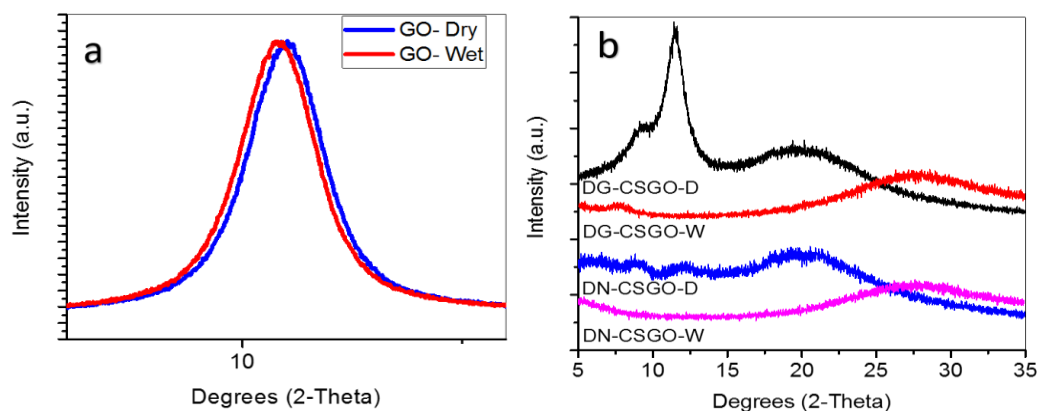 a
GO- Dry
GO- Wet
Intensity (a.u.)
10
Degrees (2-Theta)
b
Intensity (a.u.)
DG-CSGO-D
DG-CSGO-W
DN-CSGO-D
DN-CSGO-W
5 10 15 20 25 30 35
Degrees (2-Theta)